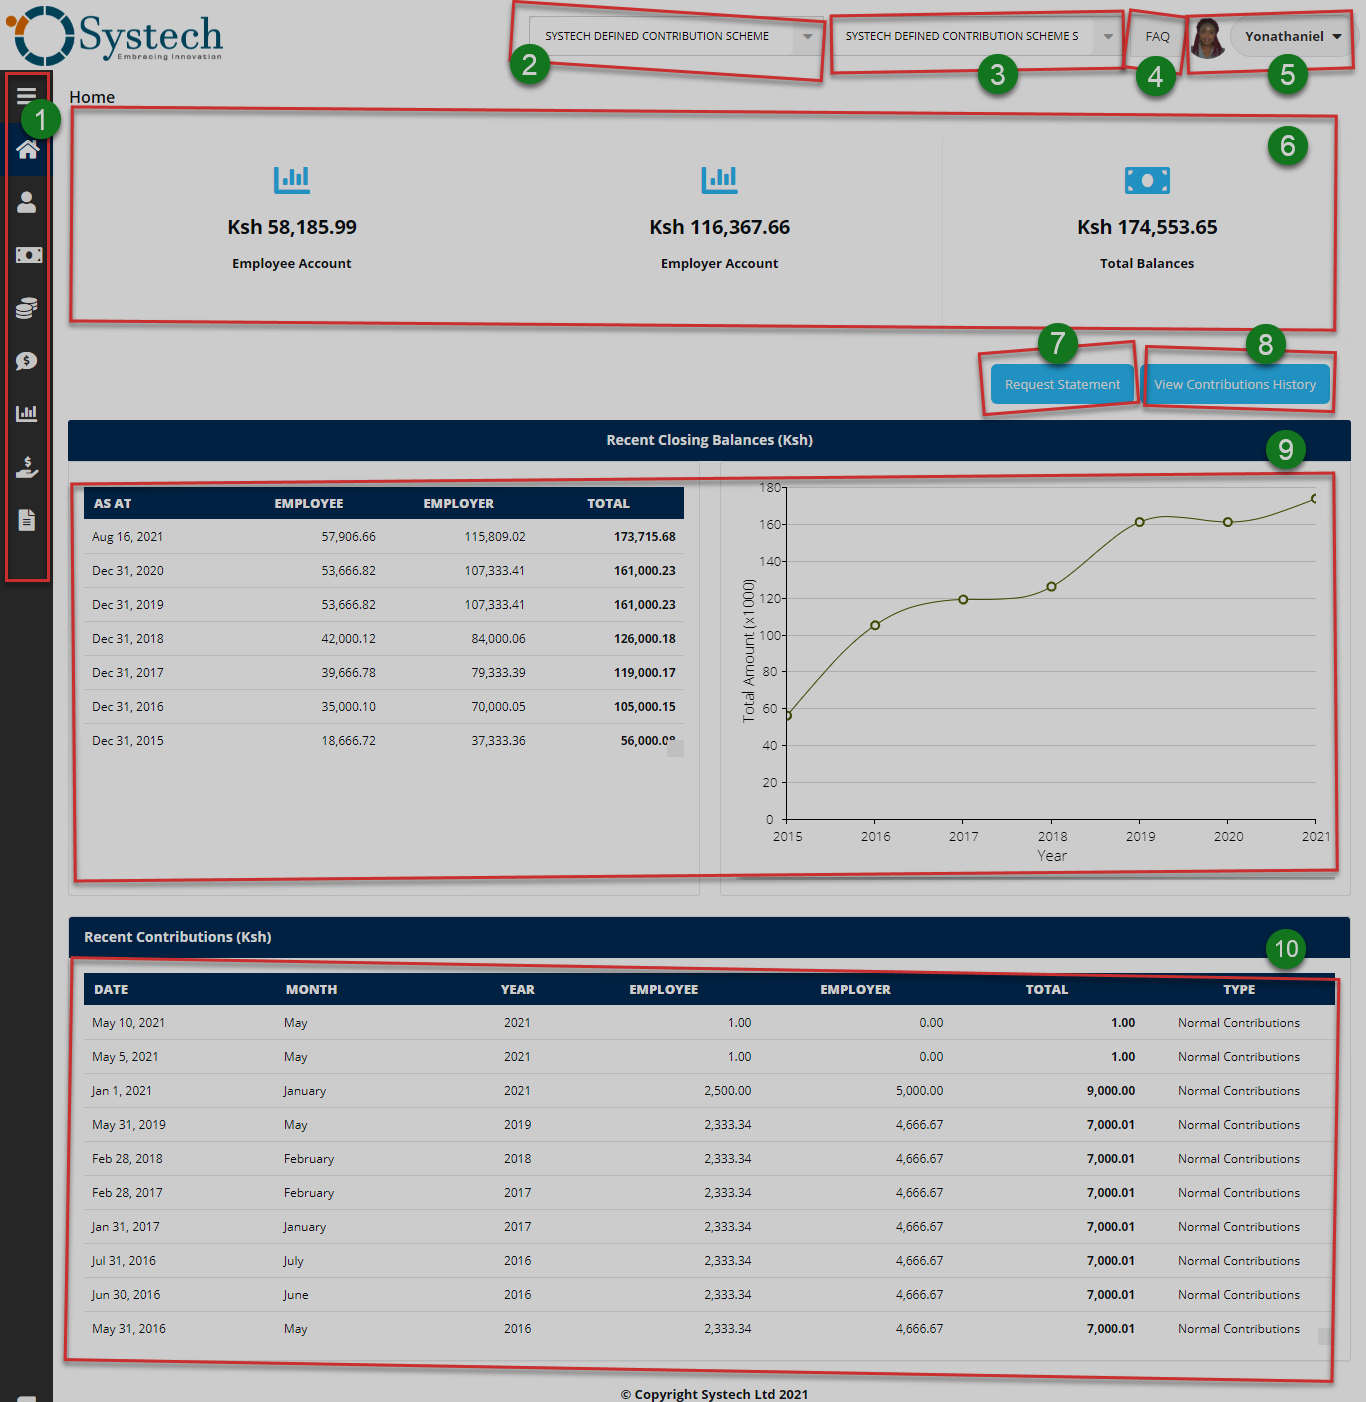 Systech
Embracing Innovation
SYSTECH DEFINED CONTRIBUTION SCHEME
SYSTECH DEFINED CONTRIBUTION SCHEME S
FAQ
Yonathaniel
2
3
4
5
1
Home
6
Ksh 58,185.99
Ksh 116,367.66
Ksh 174,553.65
Employee Account
Employer Account
Total Balances
7
8
Request Statement
View Contributions History
Recent Closing Balances (Ksh)
9
AS AT EMPLOYEE EMPLOYER TOTAL
Aug 16, 2021 57,906.66 115,809.02 173,715.68
Dec 31, 2020 53,666.82 107,333.41 161,000.23
Dec 31, 2019 53,666.82 107,333.41 161,000.23
Dec 31, 2018 42,000.12 84,000.06 126,000.18
Dec 31, 2017 39,666.78 79,333.39 119,000.17
Dec 31, 2016 35,000.10 70,000.05 105,000.15
Dec 31, 2015 18,666.72 37,333.36 56,000.08
Total Amount (x1000)
180
160
140
120
100
80
60
40
20
0
2015 2016 2017 2018 2019 2020 2021
Year
Recent Contributions (Ksh)
10
DATE MONTH YEAR EMPLOYEE EMPLOYER TOTAL TYPE
May 10, 2021 May 2021 1.00 0.00 1.00 Normal Contributions
May 5, 2021 May 2021 1.00 0.00 1.00 Normal Contributions
Jan 1, 2021 January 2021 2,500.00 5,000.00 9,000.00 Normal Contributions
May 31, 2019 May 2019 2,333.34 4,666.67 7,000.01 Normal Contributions
Feb 28, 2018 February 2018 2,333.34 4,666.67 7,000.01 Normal Contributions
Feb 28, 2017 February 2017 2,333.34 4,666.67 7,000.01 Normal Contributions
Jan 31, 2017 January 2017 2,333.34 4,666.67 7,000.01 Normal Contributions
Jul 31, 2016 July 2016 2,333.34 4,666.67 7,000.01 Normal Contributions
Jun 30, 2016 June 2016 2,333.34 4,666.67 7,000.01 Normal Contributions
May 31, 2016 May 2016 2,333.34 4,666.67 7,000.01 Normal Contributions
© Copyright Systech Ltd 2021